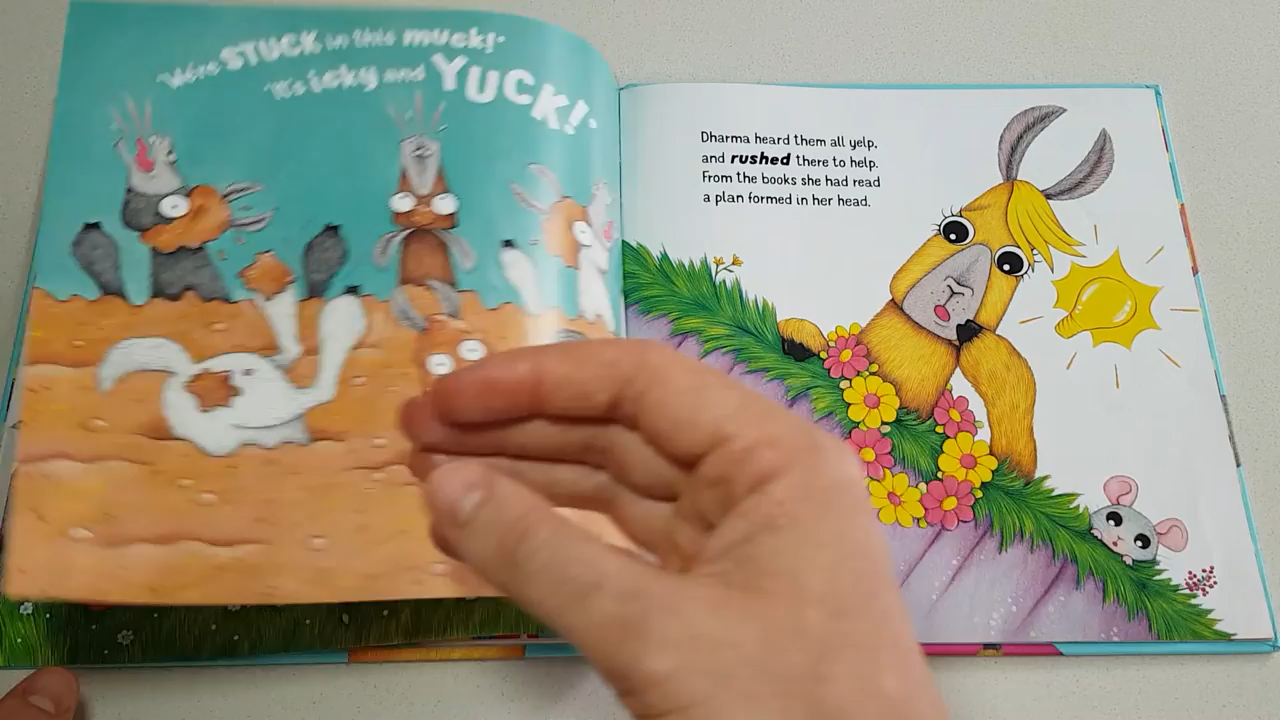 "We're STUCK in this muck!"
"It's icky and YUCK!"
Dharma heard them all yelp,
and rushed there to help.
From the books she had read
a plan formed in her head.